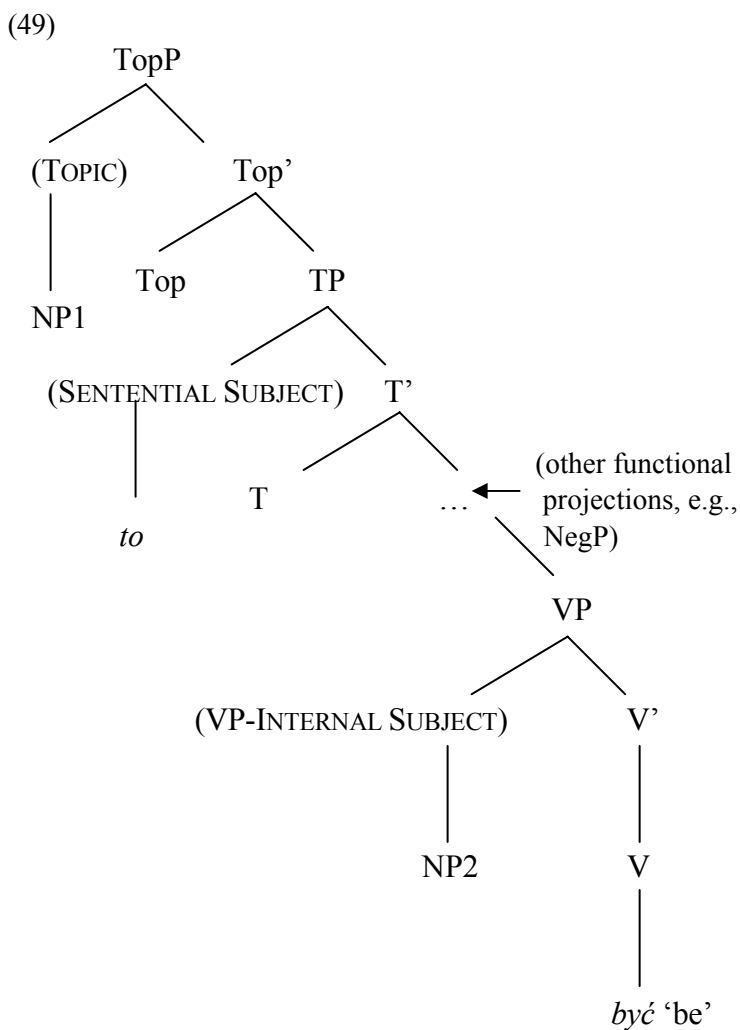 (49)
TopP
(TOPIC) Top’
Top TP
NP1
(SENTENTIAL SUBJECT) T’
T … (other functional
projections, e.g.,
NegP)
to
VP
(VP-INTERNAL SUBJECT) V’
NP2 V
być ‘be’